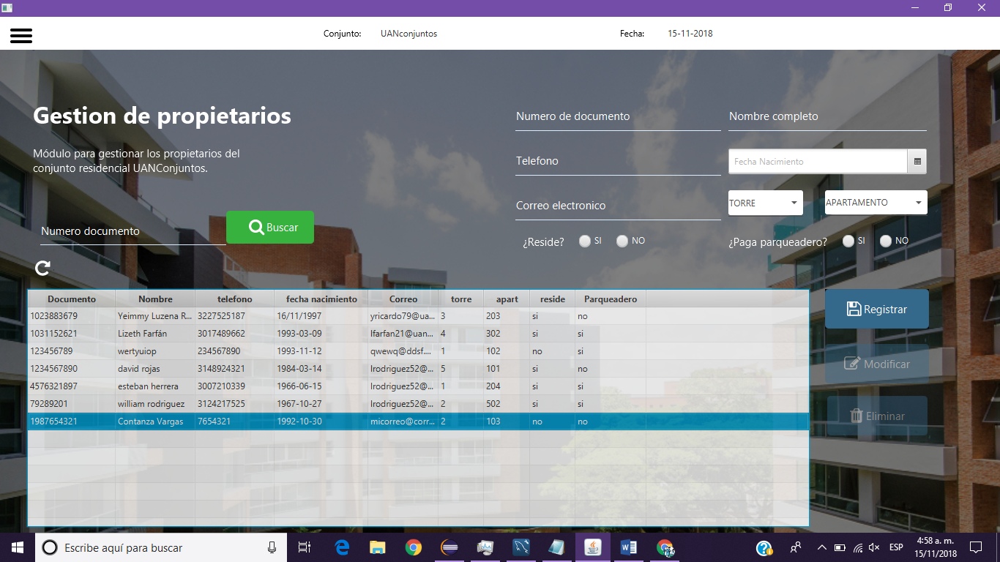 Conjunto: UANconjuntos Fecha: 15-11-2018
Gestion de propietarios
Módulo para gestionar los propietarios del
conjunto residencial UANConjuntos.
Numero documento Buscar
Numero de documento Nombre completo
Telefono Fecha Nacimiento
Correo electronico TORRE APARTAMENTO
¿Reside? SI NO ¿Paga parqueadero? SI NO
Documento Nombre telefono fecha nacimiento Correo torre apart reside Parqueadero
1023883679 Yeimmy Luzena R... 3227525187 16/11/1997 yricardo79@ua... 3 203 si no
1031152621 Lizeth Farfán 3017489662 1993-03-09 lfarfan21@uan... 4 302 si si
123456789 wertyuiop 234567890 1993-11-12 qwewq@ddsf.... 1 102 no si
1234567890 david rojas 3148924321 1984-03-14 lrodriguez52@... 5 101 si no
4576321897 esteban herrera 3007210339 1966-06-15 lrodriguez52@... 1 204 si si
79289201 william rodriguez 3124217525 1967-10-27 lrodriguez52@... 2 502 si si
1987654321 Contanza Vargas 7654321 1992-10-30 micorreo@corr... 2 103 no no
Registrar
Modificar
Eliminar
Escribe aquí para buscar
ESP
4:58 a. m.
15/11/2018